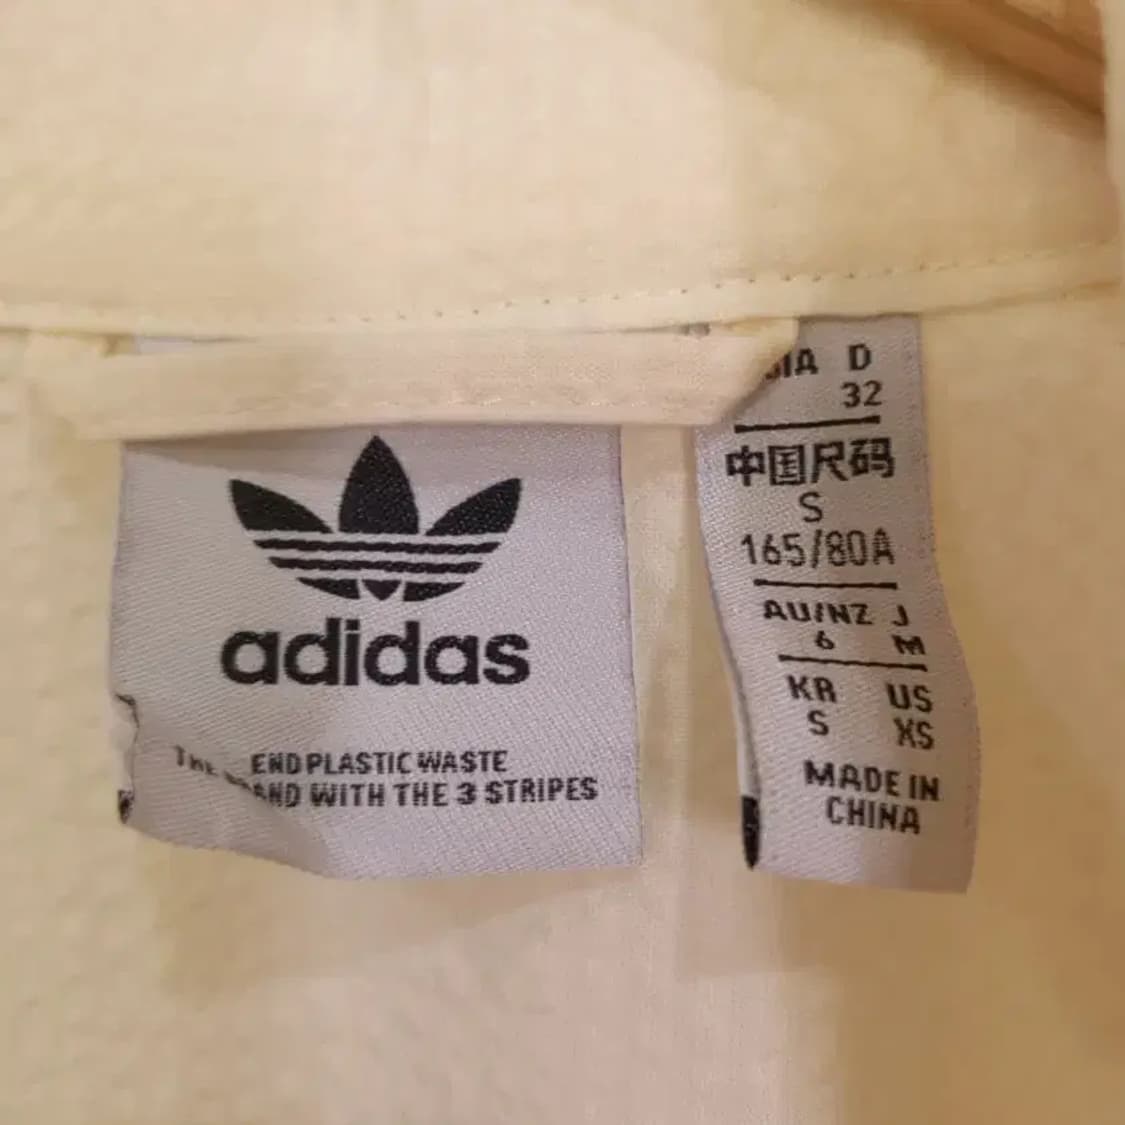 adidas
END PLASTIC WASTE
WITH THE 3 STRIPES
D
32
中国尺码
S
165/80A
AU/NZ J
6 M
KR US
S XS
MADE IN
CHINA